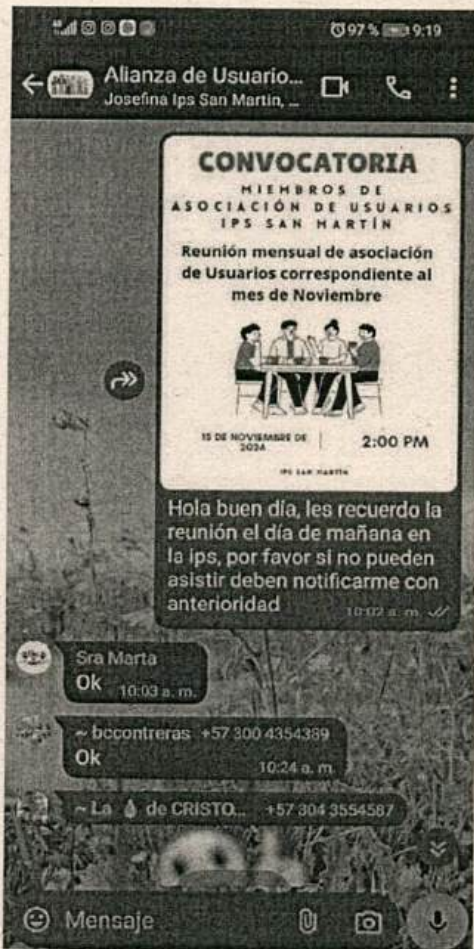 97 % 9:19
Alianza de Usuario...
Josefina Ips San Martin, ...
CONVOCATORIA
MIEMBROS DE
ASOCIACIÓN DE USUARIOS
IPS SAN MARTÍN
Reunión mensual de asociación
de Usuarios correspondiente al
mes de Noviembre
15 DE NOVIEMBRE DE
2024
2:00 PM
IPS SAN MARTÍN
Hola buen día, les recuerdo la
reunión el día de mañana en
la ips, por favor si no pueden
asistir deben notificarme con
anterioridad
10:02 a. m.
Sra Marta
Ok 10:03 a. m.
~ bccontreras +57 300 4354389
Ok
10:24 a. m.
~ La 💧 de CRISTO... +57 304 3554587
Mensaje